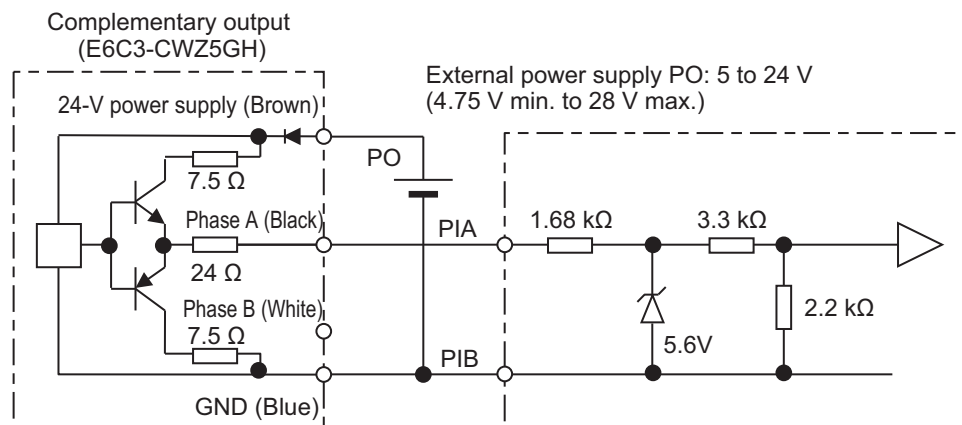 Complementary output
(E6C3-CWZ5GH)
External power supply PO: 5 to 24 V
(4.75 V min. to 28 V max.)
24-V power supply (Brown)
PO
7.5 Ω
Phase A (Black)
PIA
1.68 kΩ
3.3 kΩ
24 Ω
Phase B (White)
2.2 kΩ
7.5 Ω
5.6V
PIB
GND (Blue)